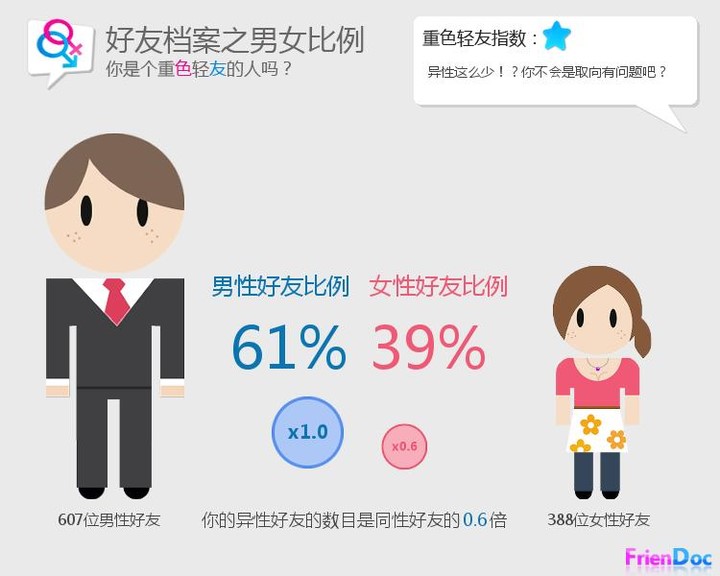 好友档案之男女比例
你是个重色轻友的人吗？
重色轻友指数：
异性这么少！？你不会是取向有问题吧？
男性好友比例 女性好友比例
61% 39%
x1.0 x0.6
607位男性好友 你的异性好友的数目是同性好友的0.6倍 388位女性好友
FrienDoc